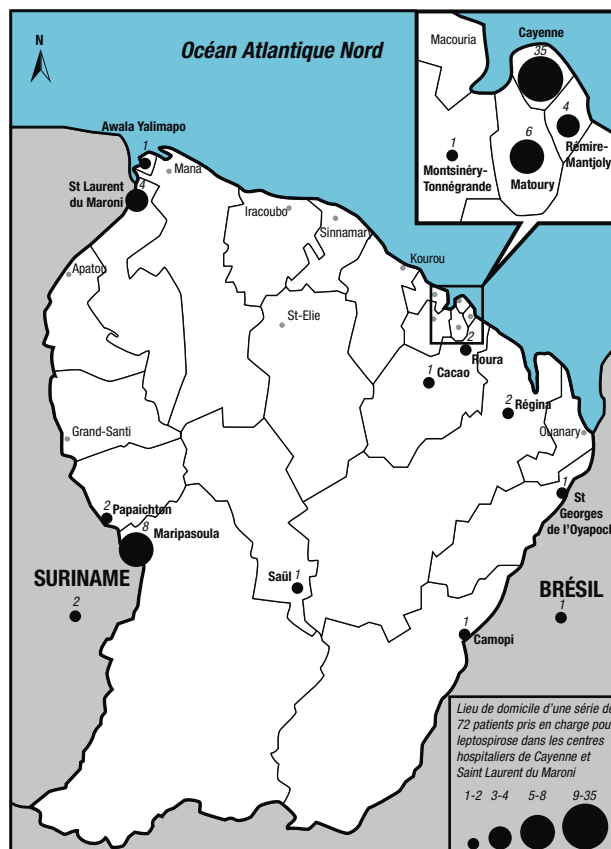 N
Océan Atlantique Nord
Cayenne
35
Macouria
4
Rémire-
Mantjoly
6
Matoury
1
Montsinéry-
Tonnégrande
Awala Yalimapo
1
Mana
St Laurent
du Maroni
4
Iracoubo
Sinnamary
Kourou
Apatou
St-Elie
2
Roura
1
Cacao
2
Régina
Ouanary
Grand-Santi
1
St
Georges
de l'Oyapock
2
Papaichton
8
Maripasoula
SURINAME
2
Saül
1
BRÉSIL
1
1
Camopi
Lieu de domicile d'une série de
72 patients pris en charge pou
leptospirose dans les centres
hospitaliers de Cayenne et
Saint Laurent du Maroni
1-2
3-4
5-8
9-35